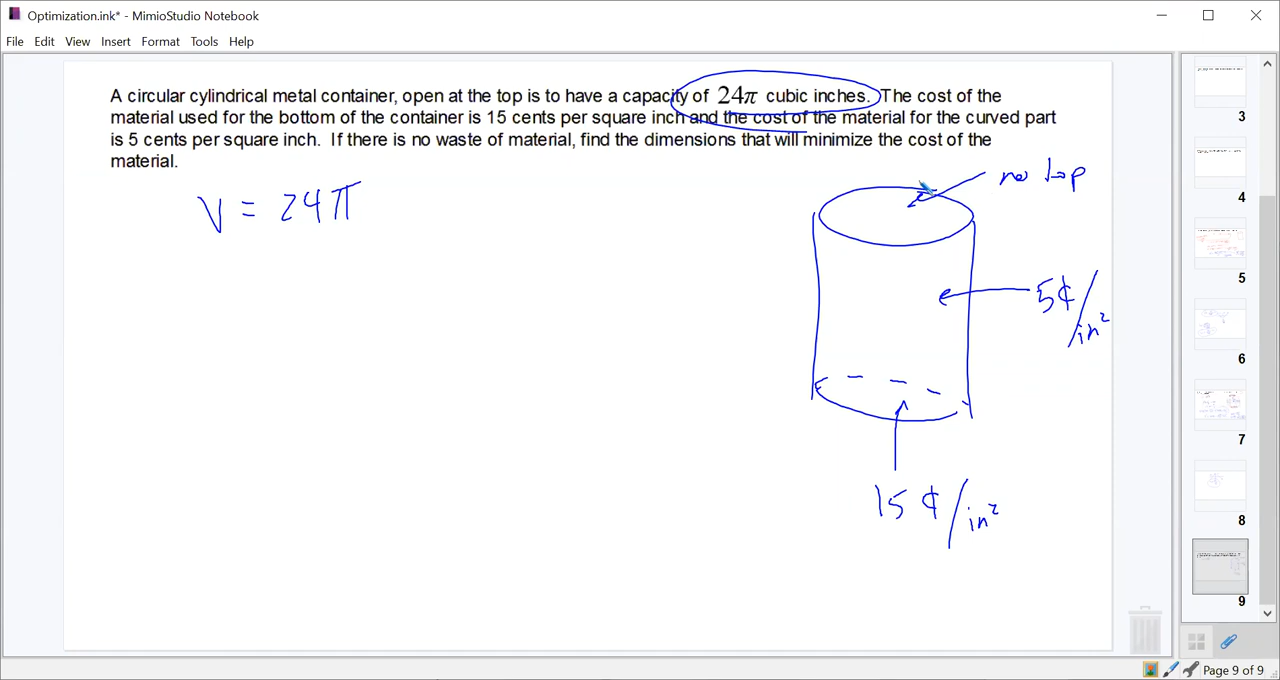 Optimization.ink* - MimioStudio Notebook
File Edit View Insert Format Tools Help
A circular cylindrical metal container, open at the top is to have a capacity of 24π cubic inches. The cost of the
material used for the bottom of the container is 15 cents per square inch and the cost of the material for the curved part
is 5 cents per square inch. If there is no waste of material, find the dimensions that will minimize the cost of the
material.
V = 24π
no top
5¢/in²
15¢/in²
3
4
5
6
7
8
9
Page 9 of 9